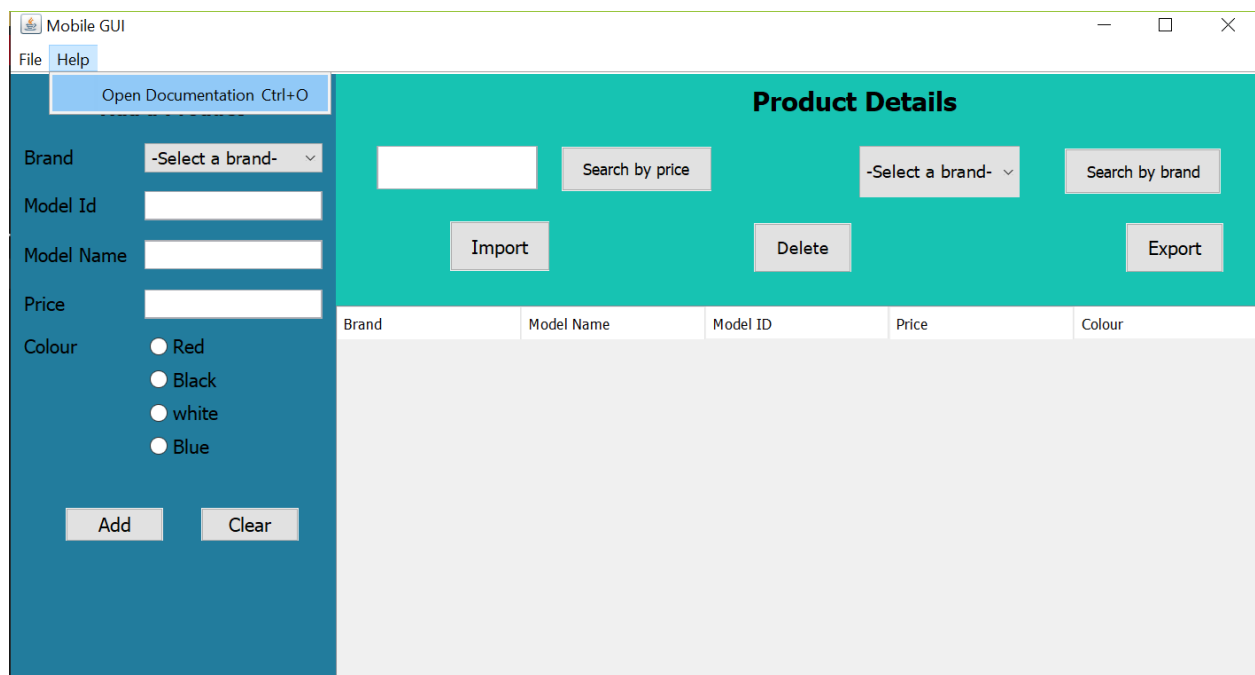 Mobile GUI
File Help
Open Documentation Ctrl+O
Brand -Select a brand-
Model Id
Model Name
Price
Colour Red
Black
white
Blue
Add Clear
Product Details
Search by price -Select a brand- Search by brand
Import Delete Export
Brand Model Name Model ID Price Colour